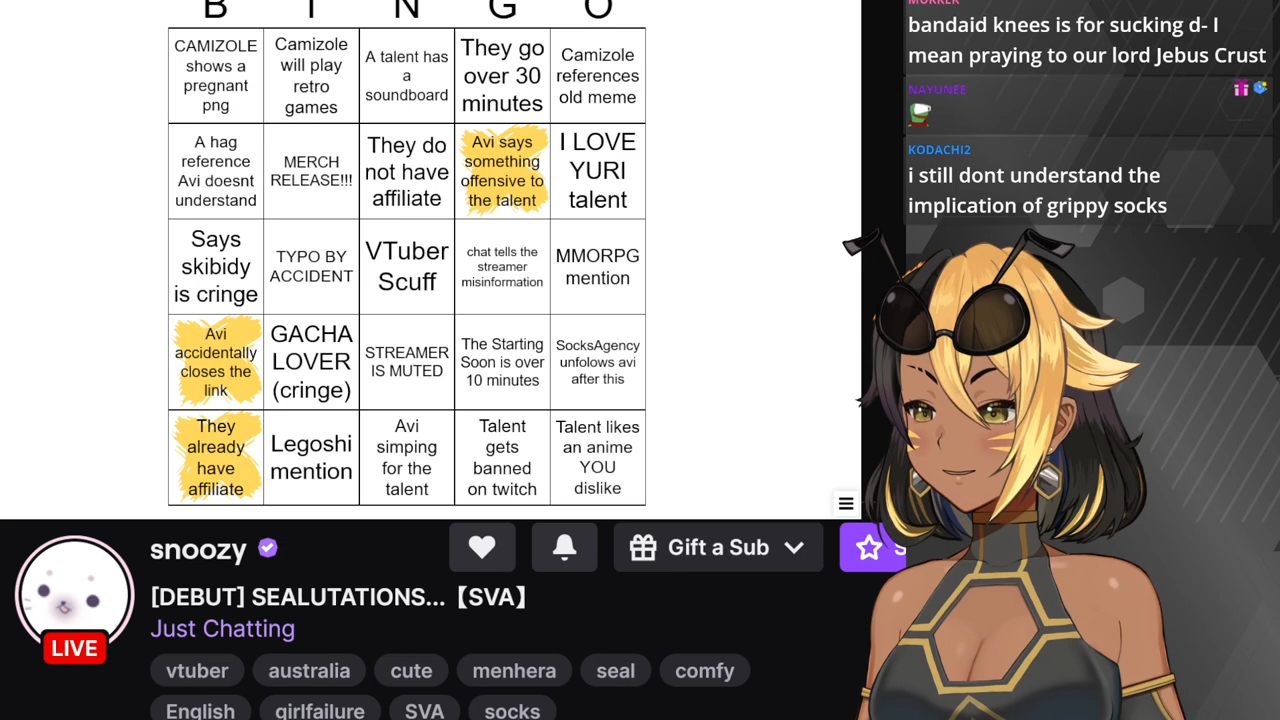 B I N G O
CAMIZOLE
shows a
pregnant
png
Camizole
will play
retro
games
A talent has
a
soundboard
They go
over 30
minutes
Camizole
references
old meme
A hag
reference
Avi doesnt
understand
MERCH
RELEASE!!!
They do
not have
affiliate
Avi says
something
offensive to
the talent
I LOVE
YURI
talent
Says
skibidy
is cringe
TYPO BY
ACCIDENT
VTuber
Scuff
chat tells the
streamer
misinformation
MMORPG
mention
Avi
accidentally
closes the
link
GACHA
LOVER
(cringe)
STREAMER
IS MUTED
The Starting
Soon is over
10 minutes
SocksAgency
unfolows avi
after this
They
already
have
affiliate
Legoshi
mention
Avi
simping
for the
talent
Talent
gets
banned
on twitch
Talent likes
an anime
YOU
dislike
bandaid knees is for sucking d- I
mean praying to our lord Jebus Crust
NAYUNEE
KODACHI2
i still dont understand the
implication of grippy socks
snoozy
Gift a Sub
LIVE
[DEBUT] SEALUTATIONS...【SVA】
Just Chatting
vtuber australia cute menhera seal comfy
English girlfailure SVA socks